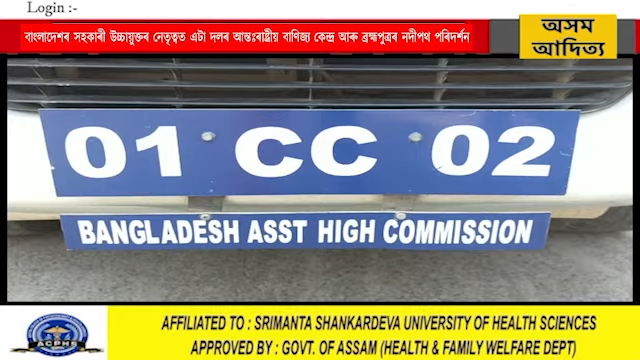 Login :-
বাংলাদেশৰ সহকাৰী উচ্চায়ুক্তৰ নেতৃত্বত এটা দলৰ আন্তঃৰাষ্ট্ৰীয় বাণিজ্য কেন্দ্ৰ আৰু ব্ৰহ্মপুত্ৰৰ নদীপথ পৰিদৰ্শন
অসম
আদিত্য
01 CC 02
BANGLADESH ASST HIGH COMMISSION
AFFILIATED TO : SRIMANTA SHANKARDEVA UNIVERSITY OF HEALTH SCIENCES
APPROVED BY : GOVT. OF ASSAM (HEALTH & FAMILY WELFARE DEPT)
ACPHS